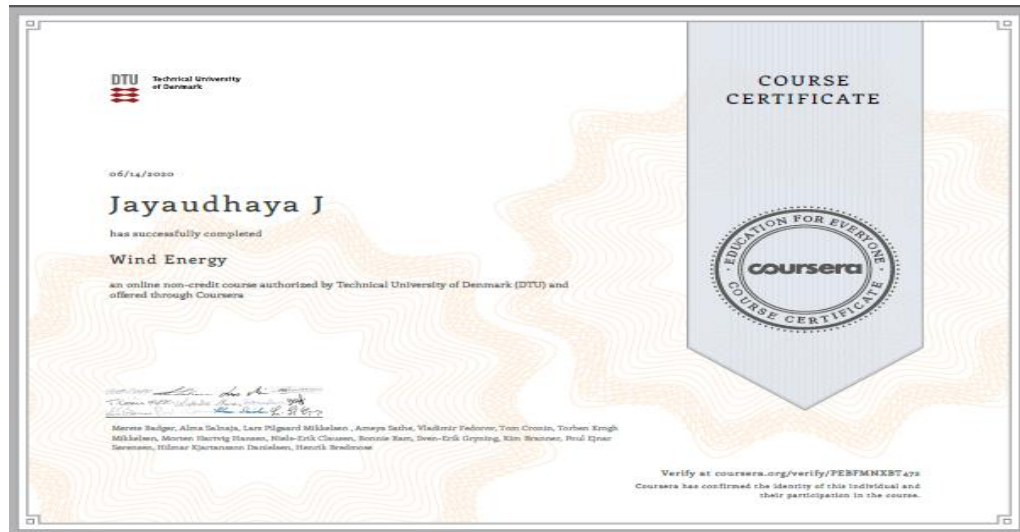 DTU
Technical University
of Denmark
COURSE
CERTIFICATE
06/14/2020
Jayaudhaya J
has successfully completed
Wind Energy
an online non-credit course authorized by Technical University of Denmark (DTU) and
offered through Coursera
EDUCATION FOR EVERYONE
coursera
COURSE CERTIFICATE
Merete Badger, Alma Salnaja, Lars Pilgaard Mikkelsen , Ameya Sathe, Vladimir Fedorov, Tom Cronin, Torben Krogh
Mikkelsen, Morten Hartvig Hansen, Niels-Erik Clausen, Bonnie Ram, Sven-Erik Gryning, Kim Branner, Poul Ejnar
Sørensen, Hilmar Kjartansson Danielsen, Henrik Bredmose
Verify at coursera.org/verify/PEBFMNXBT472
Coursera has confirmed the identity of this individual and
their participation in the course.